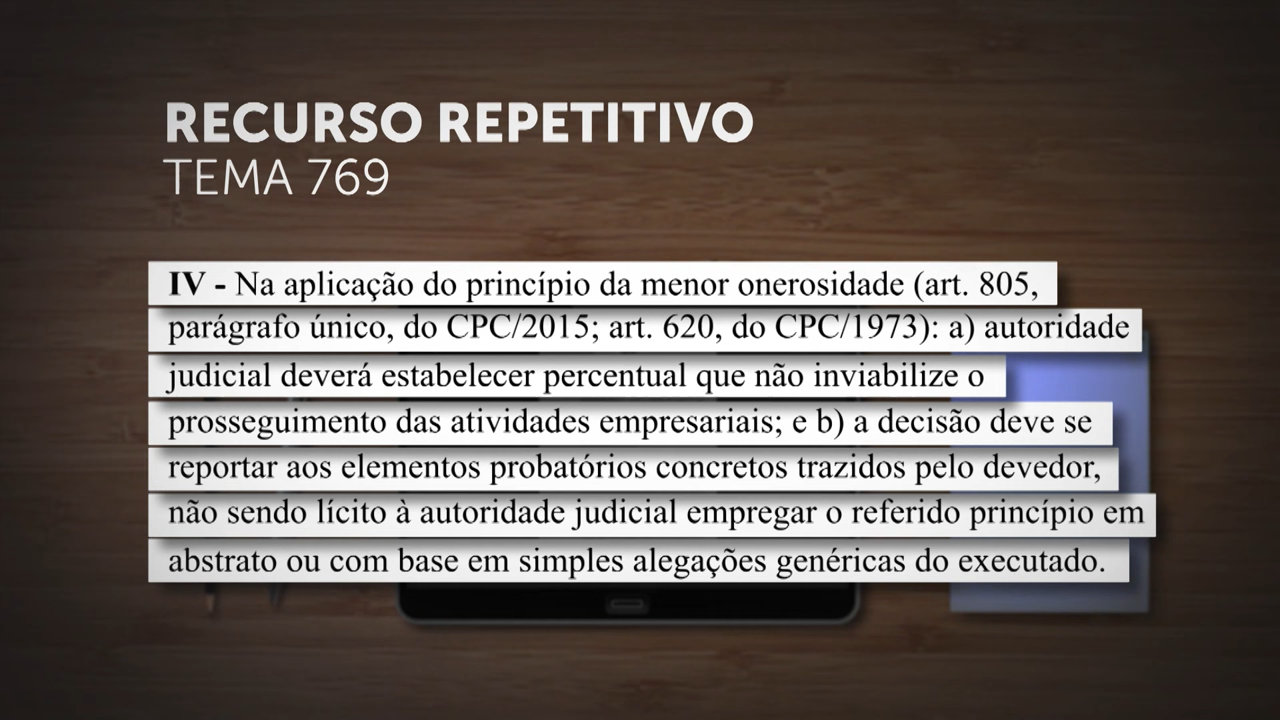 RECURSO REPETITIVO
TEMA 769
IV - Na aplicação do princípio da menor onerosidade (art. 805,
parágrafo único, do CPC/2015; art. 620, do CPC/1973): a) autoridade
judicial deverá estabelecer percentual que não inviabilize o
prosseguimento das atividades empresariais; e b) a decisão deve se
reportar aos elementos probatórios concretos trazidos pelo devedor,
não sendo lícito à autoridade judicial empregar o referido princípio em
abstrato ou com base em simples alegações genéricas do executado.